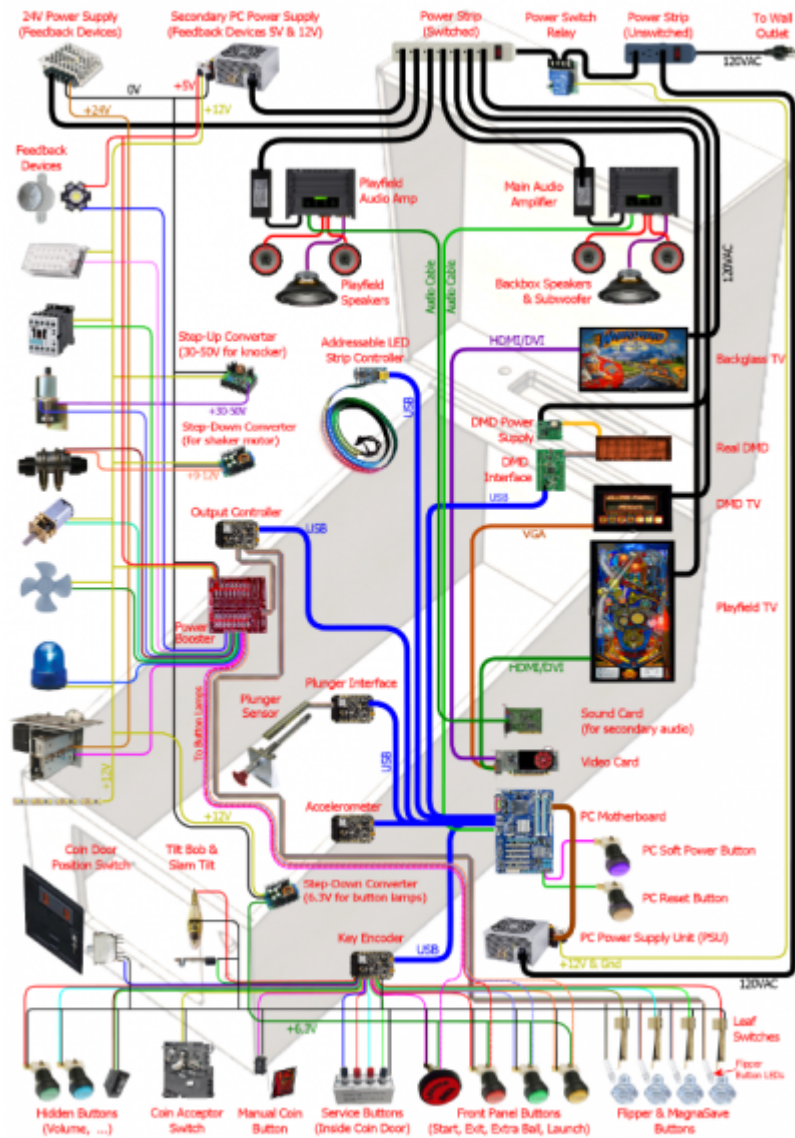 24V Power Supply
(Feedback Devices)
Secondary PC Power Supply
(Feedback Devices 5V & 12V)
Power Strip
(Switched)
Power Switch
Relay
Power Strip
(Unswitched)
To Wall
Outlet
120VAC
0V
+5V
+24V
+12V
Feedback
Devices
Playfield
Audio Amp
Main Audio
Amplifier
120VAC
Playfield
Speakers
Audio Cable
Audio Cable
Backbox Speakers
& Subwoofer
Step-Up Converter
(30-50V for knocker)
Addressable LED
Strip Controller
HDMI/DVI
Backglass TV
+30-50V
USB
Step-Down Converter
(for shaker motor)
+9-12V
DMD Power
Supply
Real DMD
DMD
Interface
USB
DMD TV
Output Controller
USB
VGA
Power
Booster
Playfield TV
HDMI/DVI
To Button Lamps
Plunger Interface
Plunger
Sensor
USB
Sound Card
(for secondary audio)
Video Card
+12V
Accelerometer
PC Motherboard
+12V
Coin Door
Position Switch
Tilt Bob &
Slam Tilt
PC Soft Power Button
Step-Down Converter
(6.3V for button lamps)
PC Reset Button
Key Encoder
USB
PC Power Supply Unit (PSU)
+12V & Gnd
120VAC
+6.3V
Leaf
Switches
Flipper
Button LEDs
Hidden Buttons
(Volume, ...)
Coin Acceptor
Switch
Manual Coin
Button
Service Buttons
(Inside Coin Door)
Front Panel Buttons
(Start, Exit, Extra Ball, Launch)
Flipper & MagnaSave
Buttons